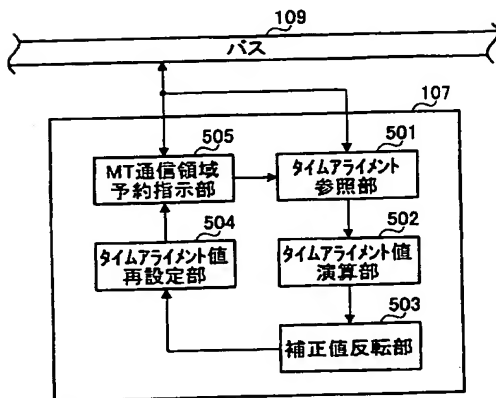 109
バス
107
505
MT通信領域
予約指示部
501
タイムアライメント
参照部
504
タイムアライメント値
再設定部
502
タイムアライメント値
演算部
503
補正値反転部